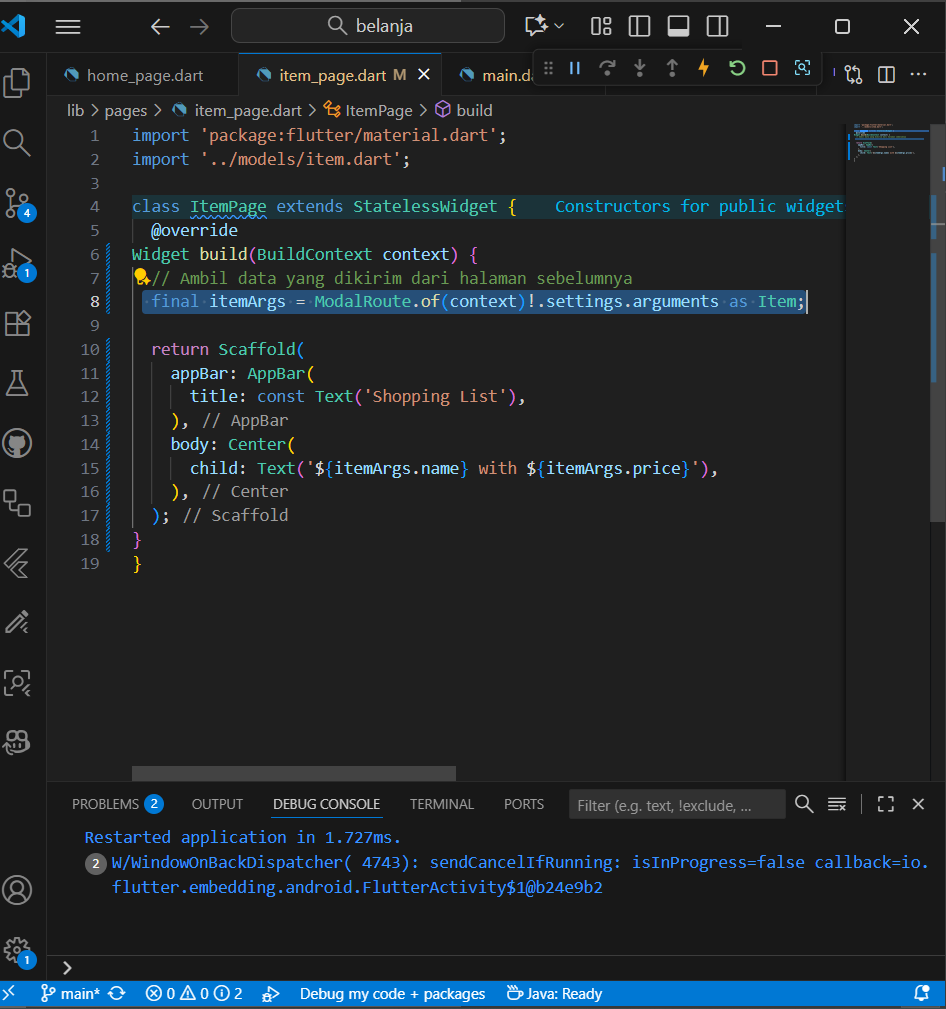 belanja
home_page.dart
item_page.dart M
main.d
lib > pages > item_page.dart > ItemPage > build
1 import 'package:flutter/material.dart';
2 import '../models/item.dart';
3
4 class ItemPage extends StatelessWidget { Constructors for public widget
5 @override
6 Widget build(BuildContext context) {
7 // Ambil data yang dikirim dari halaman sebelumnya
8 final itemArgs = ModalRoute.of(context)!.settings.arguments as Item;
9
10 return Scaffold(
11 appBar: AppBar(
12 title: const Text('Shopping List'),
13 ), // AppBar
14 body: Center(
15 child: Text('${itemArgs.name} with ${itemArgs.price}'),
16 ), // Center
17 ); // Scaffold
18 }
19 }
4
1
1
PROBLEMS 2 OUTPUT DEBUG CONSOLE TERMINAL PORTS Filter (e.g. text, !exclude, ...
Restarted application in 1.727ms.
2 W/WindowOnBackDispatcher( 4743): sendCancelIfRunning: isInProgress=false callback=io.
flutter.embedding.android.FlutterActivity$1@b24e9b2
>
main* 0 0 2 Debug my code + packages Java: Ready